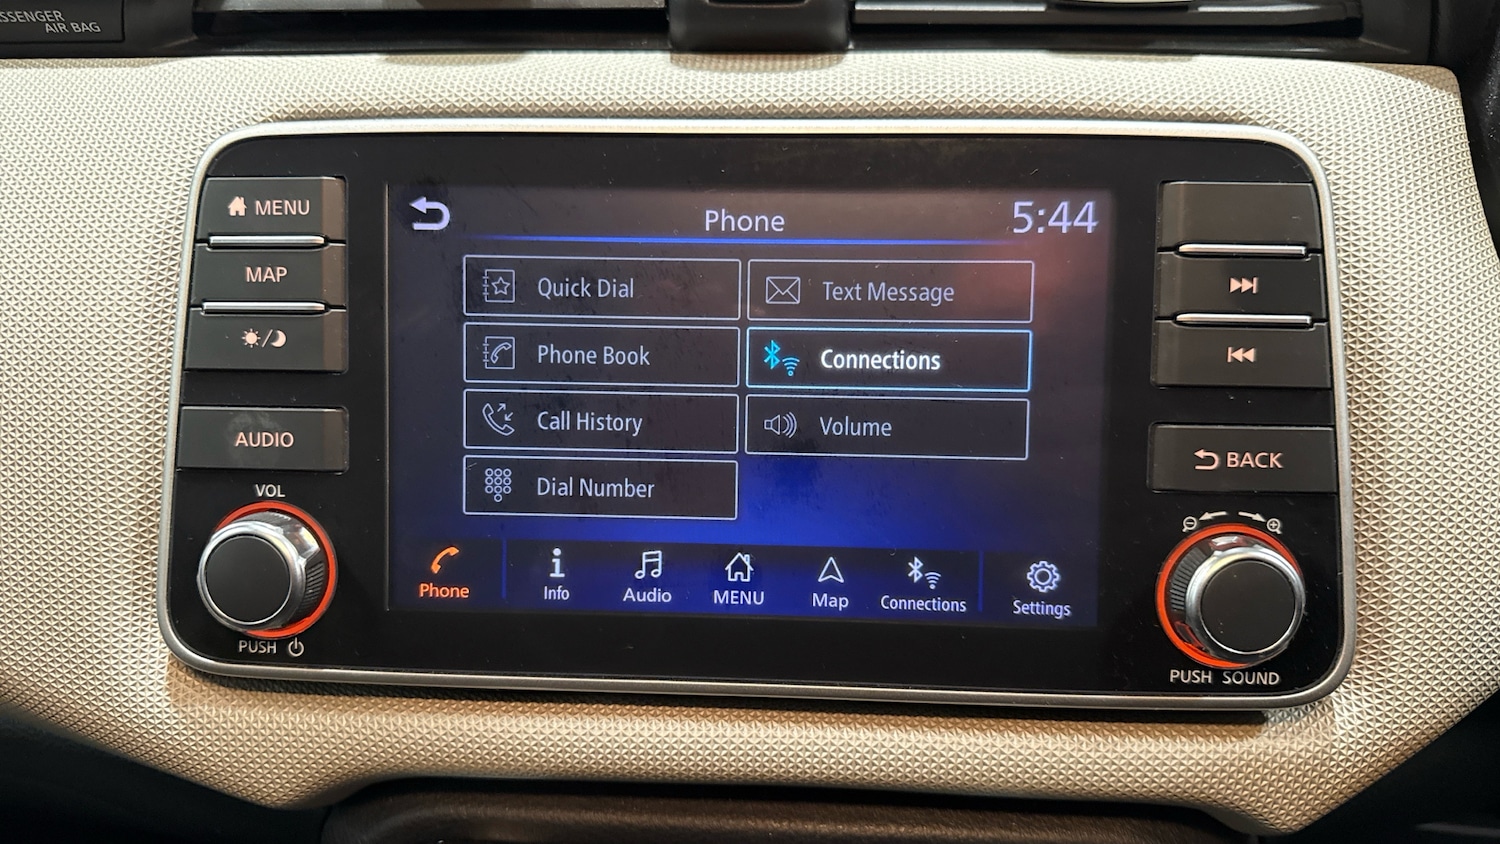 AIR BAG
MENU
MAP
AUDIO
VOL
PUSH
Phone
5:44
Quick Dial
Text Message
Phone Book
Connections
Call History
Volume
Dial Number
Phone
Info
Audio
MENU
Map
Connections
Settings
BACK
PUSH SOUND